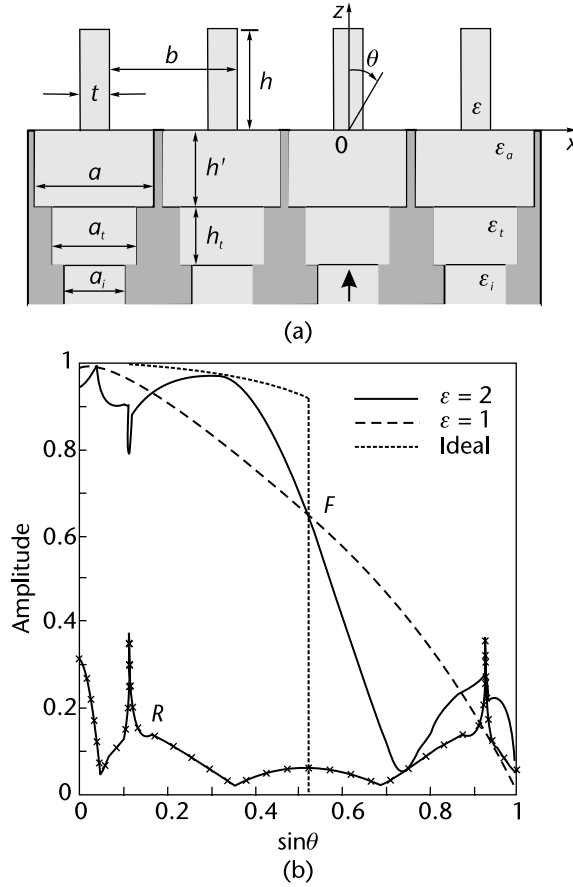 z
b
h
θ
t
ε
0
x
a
h′
ε_a
a_t
h_t
ε_t
a_i
ε_i
(a)
1
0.8
0.6
0.4
0.2
0
Amplitude
ε = 2
ε = 1
Ideal
F
R
0 0.2 0.4 0.6 0.8 1
sinθ
(b)